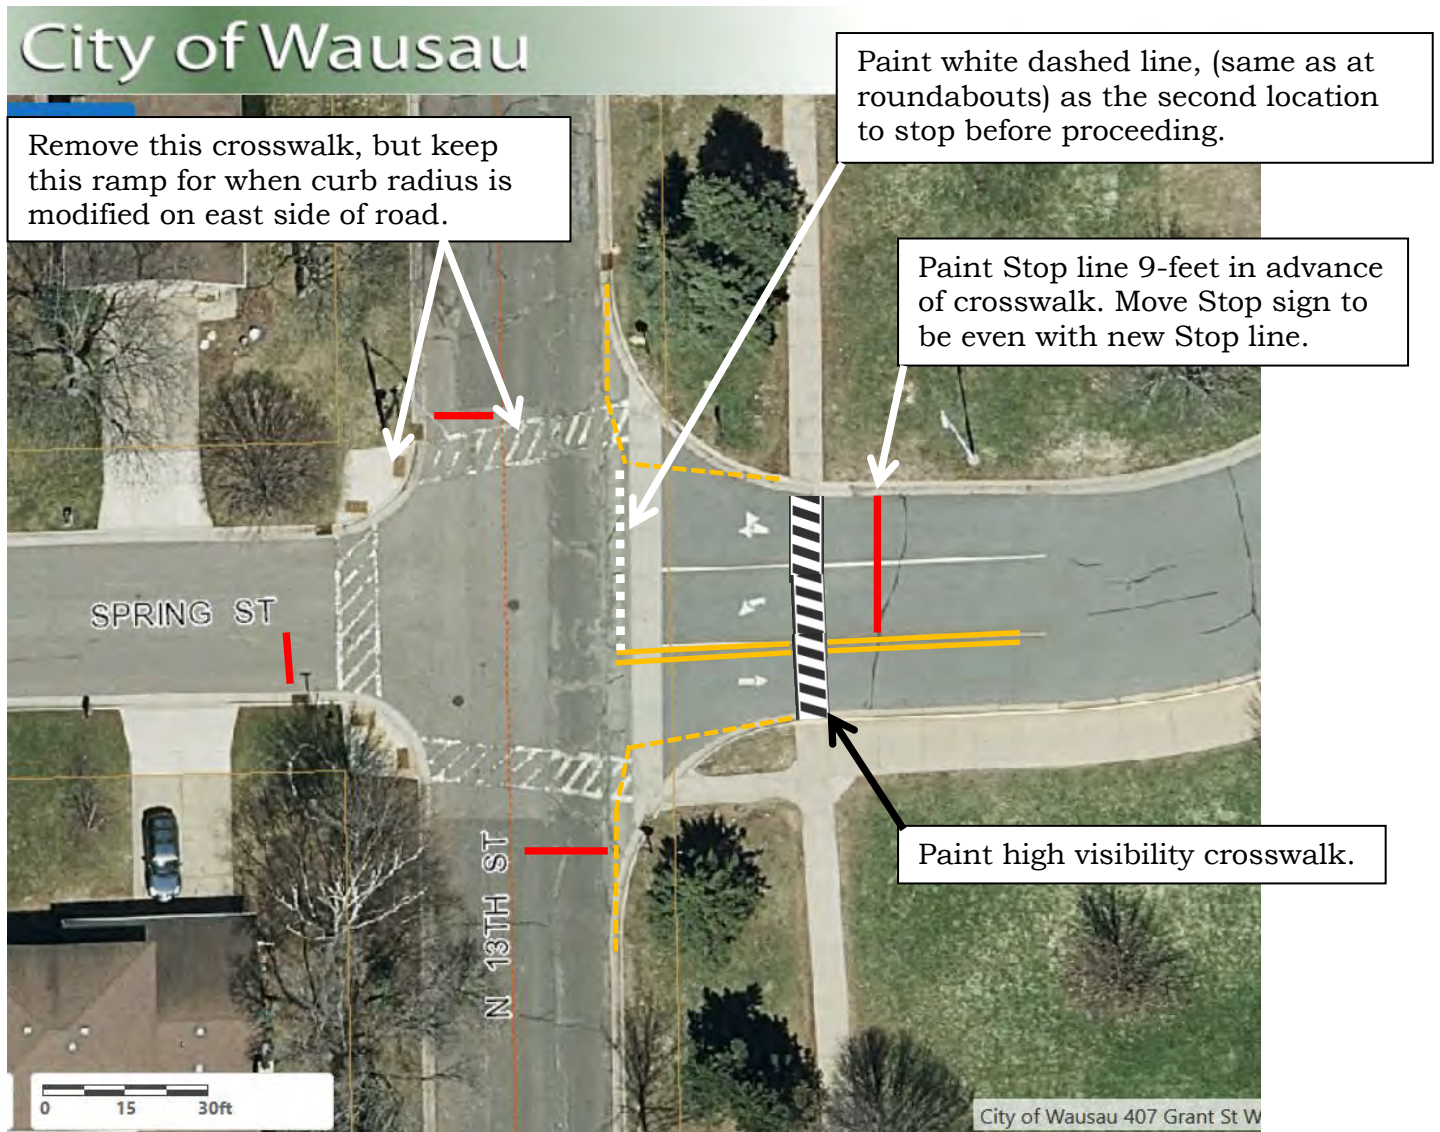 City of Wausau
Paint white dashed line, (same as at
roundabouts) as the second location
to stop before proceeding.
Remove this crosswalk, but keep
this ramp for when curb radius is
modified on east side of road.
Paint Stop line 9-feet in advance
of crosswalk. Move Stop sign to
be even with new Stop line.
SPRING ST
Paint high visibility crosswalk.
N 13TH ST
0 15 30ft
City of Wausau 407 Grant St W